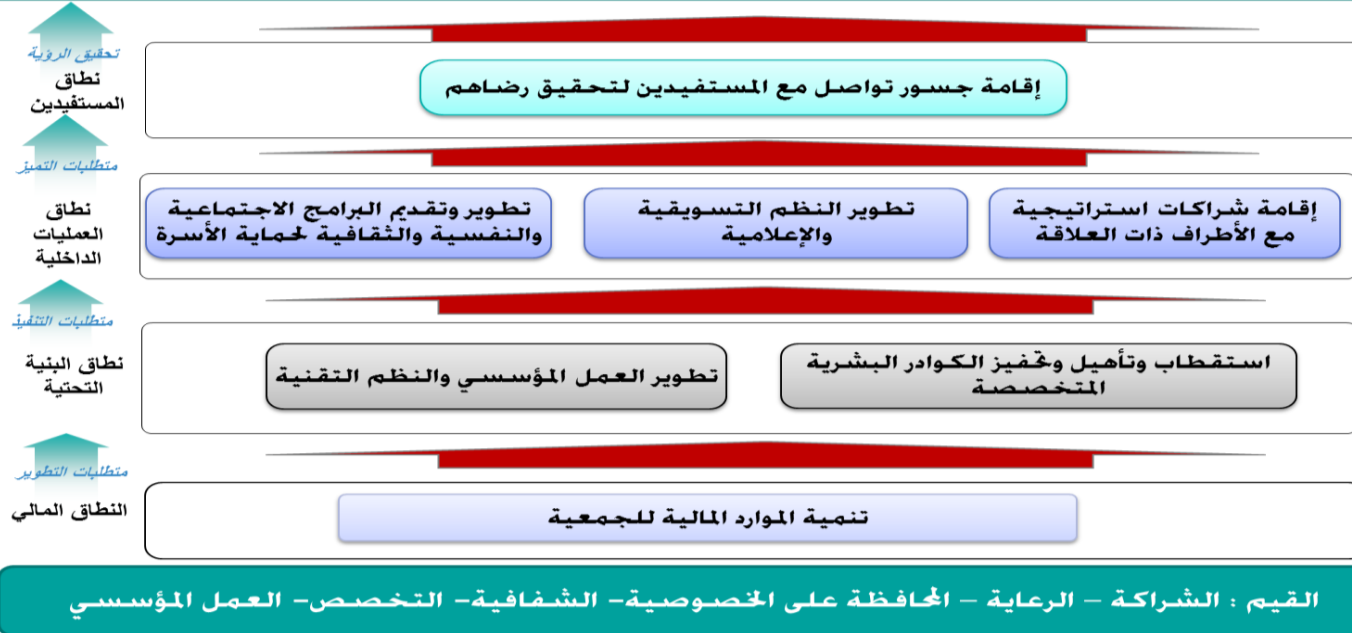 تحقيق الرؤية
نطاق
المستفيدين
إقامة جسور تواصل مع المستفيدين لتحقيق رضاهم
متطلبات التميز
نطاق
العمليات
الداخلية
إقامة شراكات استراتيجية
مع الأطراف ذات العلاقة
تطوير النظم التسويقية
والإعلامية
تطوير وتقديم البرامج الاجتماعية
والنفسية والثقافية لحماية الأسرة
متطلبات التنفيذ
نطاق البنية
التحتية
استقطاب وتأهيل وتحفيز الكوادر البشرية
المتخصصة
تطوير العمل المؤسسي والنظم التقنية
متطلبات التطوير
النطاق المالي
تنمية الموارد المالية للجمعية
القيم : الشراكة – الرعاية – المحافظة على الخصوصية– الشفافية– التخصص– العمل المؤسسي